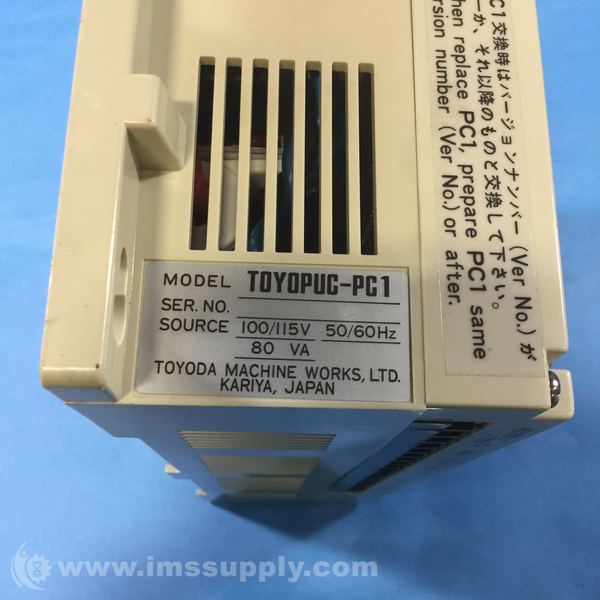 C1交換時はバージョンナンバー (Ver No.) が
ーか、それ以降のものと交換して下さい。
hen replace PC1, prepare PC1 same
ersion number (Ver No.) or after.
MODEL TOYOPUC-PC1
SER. NO.
SOURCE 100/115V 50/60Hz
80 VA
TOYODA MACHINE WORKS, LTD.
KARIYA, JAPAN
www.imssupply.com